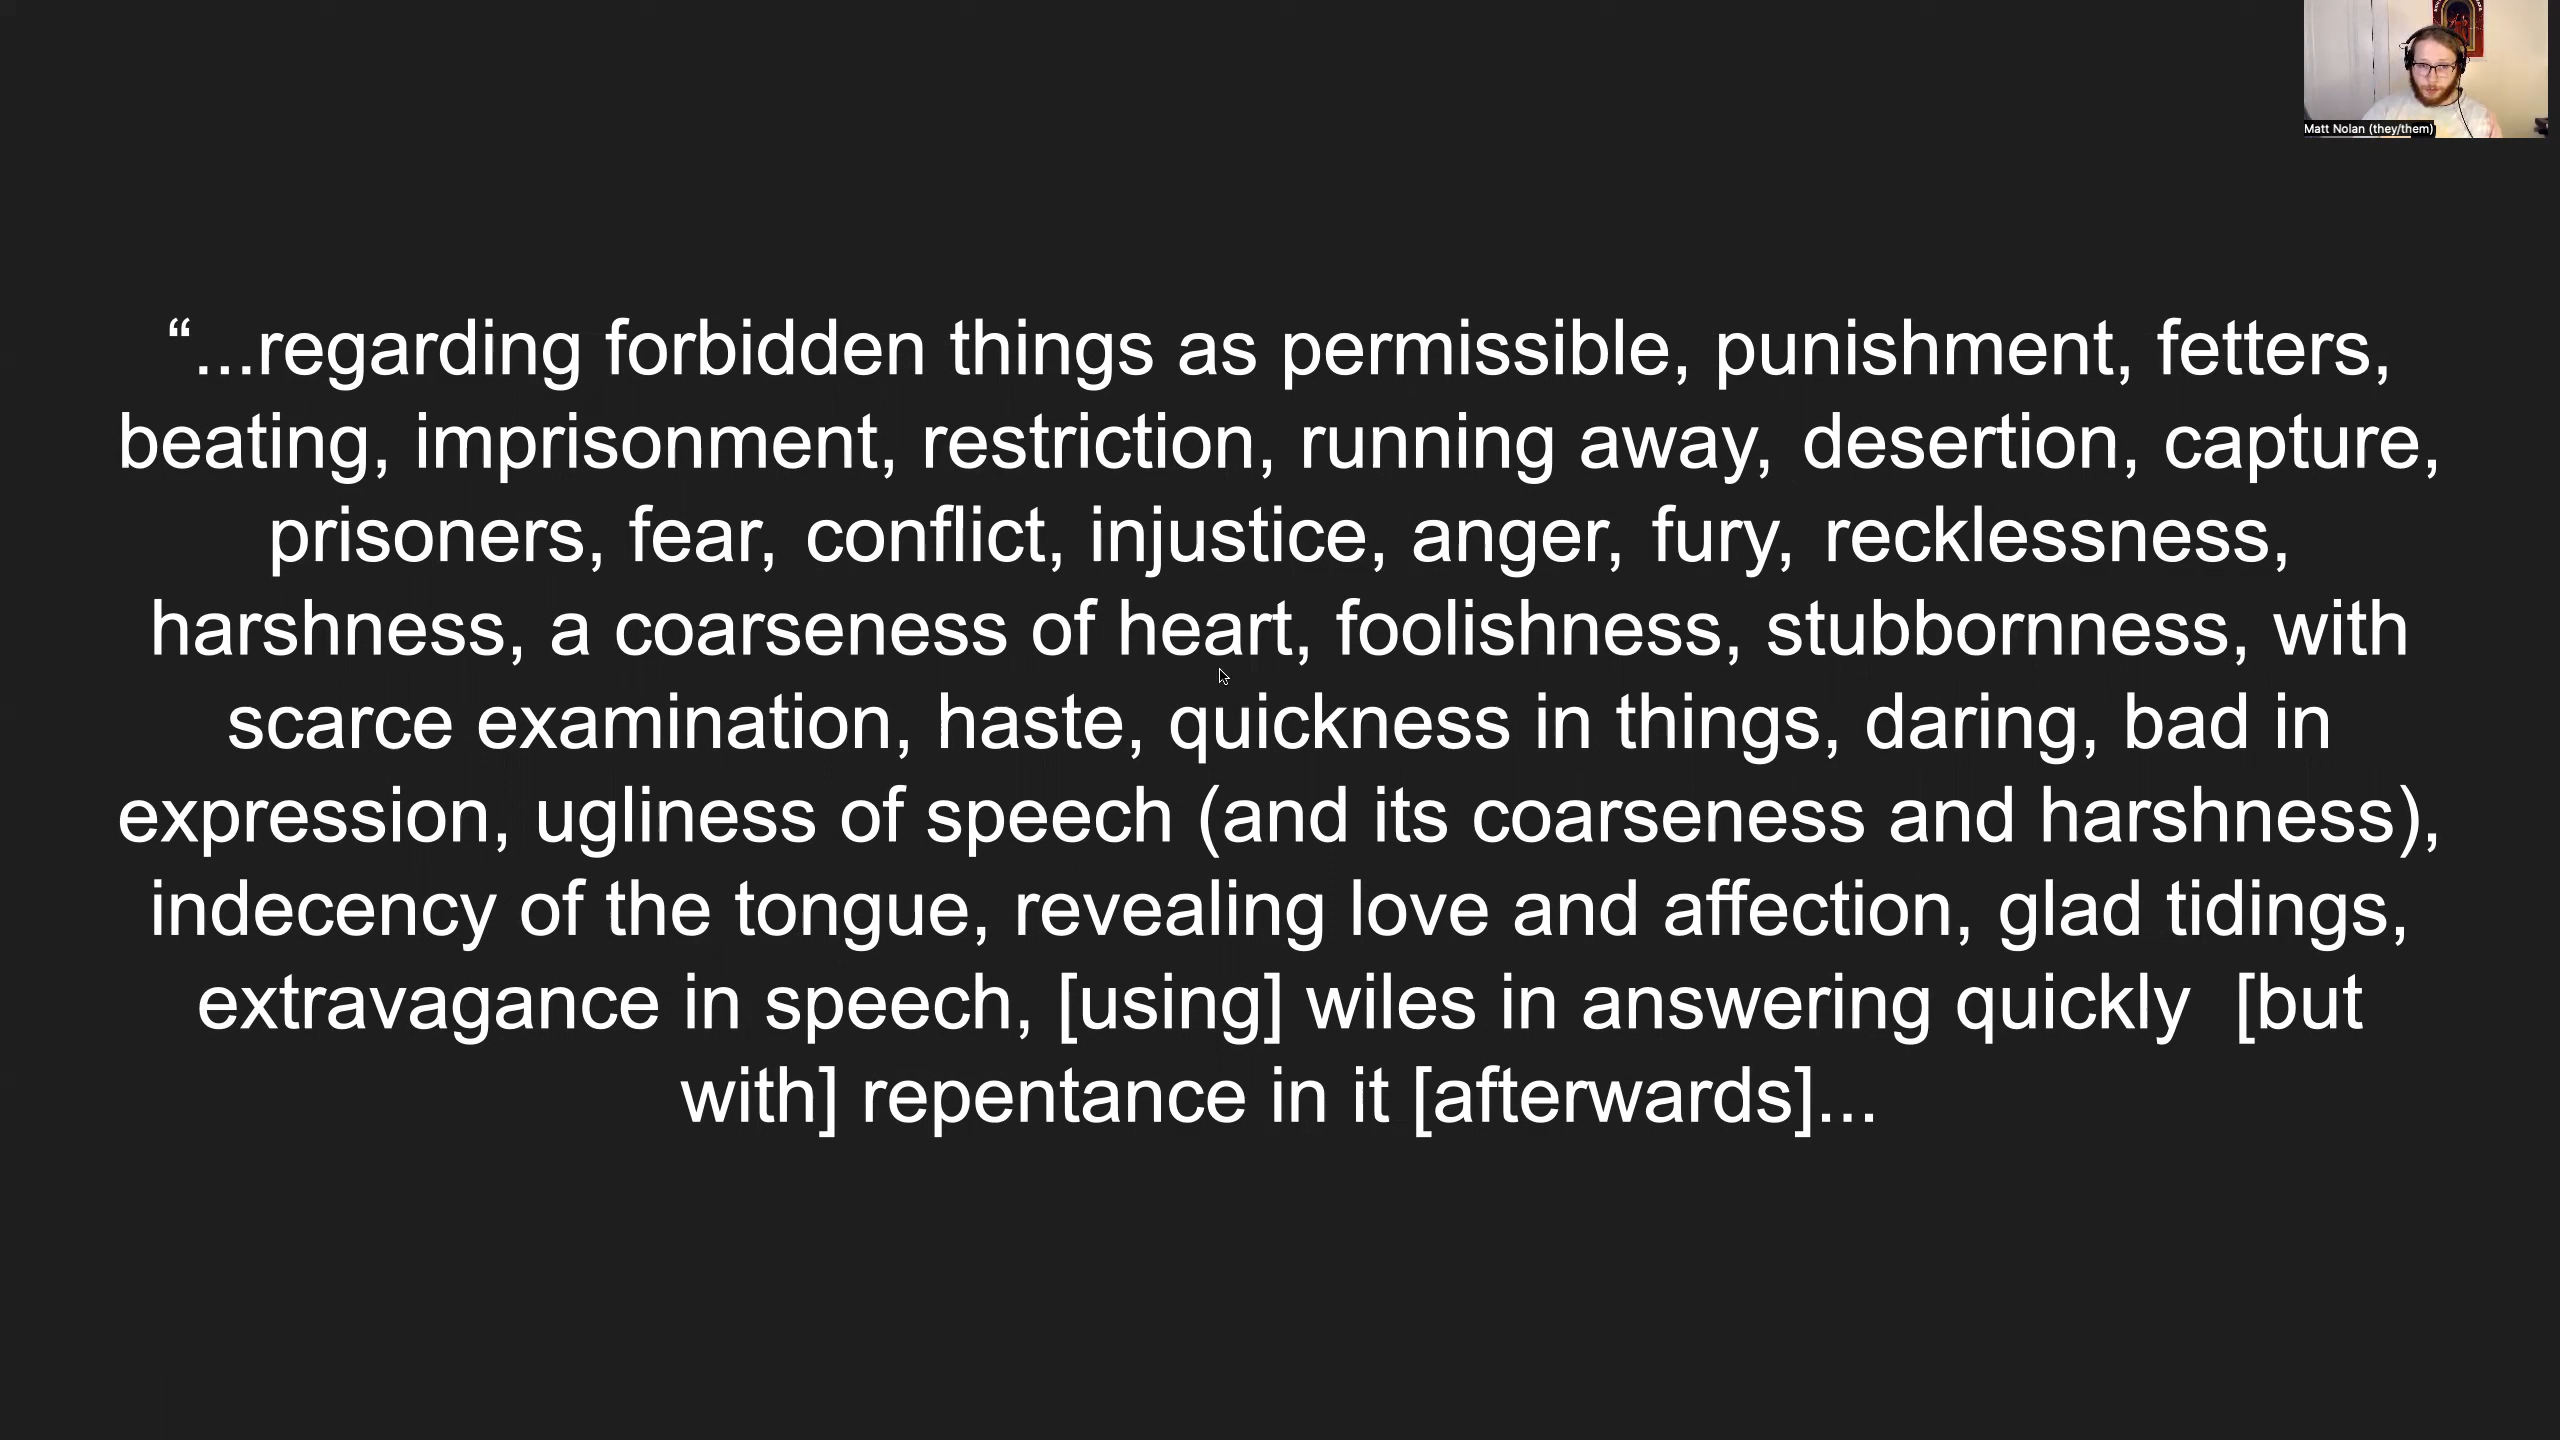 Matt Nolan (they/them)
“...regarding forbidden things as permissible, punishment, fetters,
beating, imprisonment, restriction, running away, desertion, capture,
prisoners, fear, conflict, injustice, anger, fury, recklessness,
harshness, a coarseness of heart, foolishness, stubbornness, with
scarce examination, haste, quickness in things, daring, bad in
expression, ugliness of speech (and its coarseness and harshness),
indecency of the tongue, revealing love and affection, glad tidings,
extravagance in speech, [using] wiles in answering quickly  [but
with] repentance in it [afterwards]...